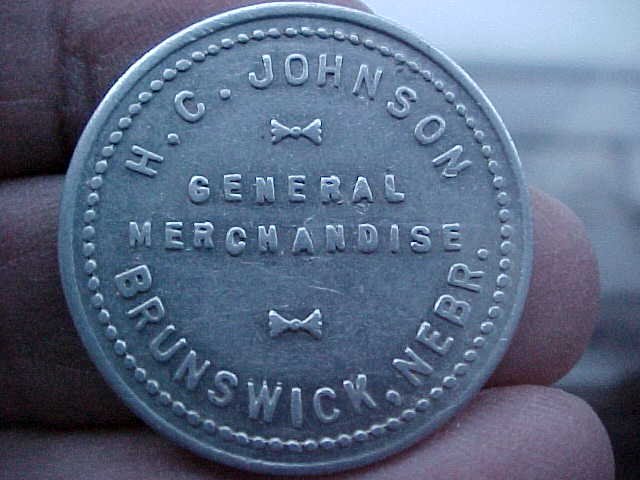 H. C. JOHNSON
GENERAL
MERCHANDISE
BRUNSWICK, NEBR.